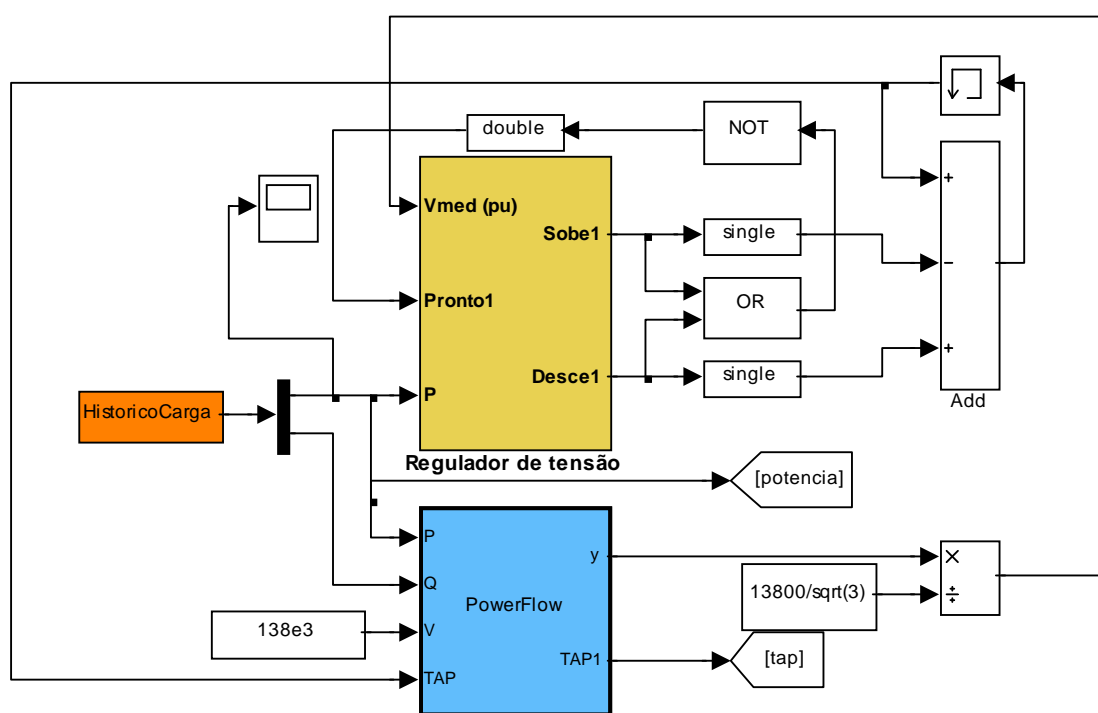 double
NOT
Vmed (pu)
Sobe1
single
+
−
Pronto1
OR
+
Desce1
single
P
Add
HistoricoCarga
Regulador de tensão
[potencia]
P
y
×
Q
PowerFlow
13800/sqrt(3)
÷
138e3
V
TAP1
[tap]
TAP